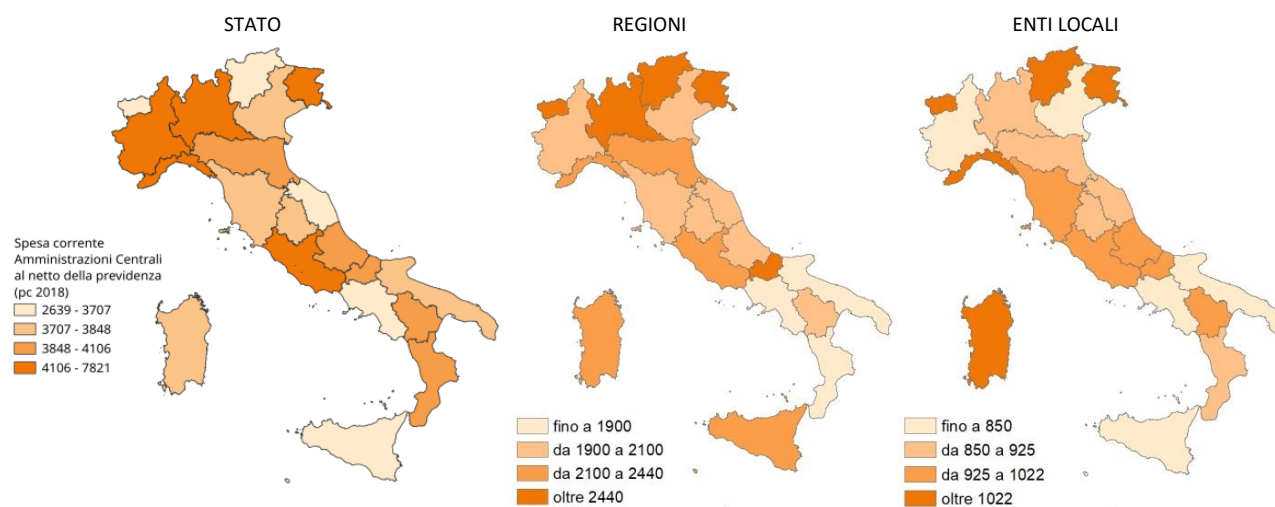 STATO
REGIONI
ENTI LOCALI
Spesa corrente
Amministrazioni Centrali
al netto della previdenza
(pc 2018)
2639 - 3707
3707 - 3848
3848 - 4106
4106 - 7821
fino a 1900
da 1900 a 2100
da 2100 a 2440
oltre 2440
fino a 850
da 850 a 925
da 925 a 1022
oltre 1022